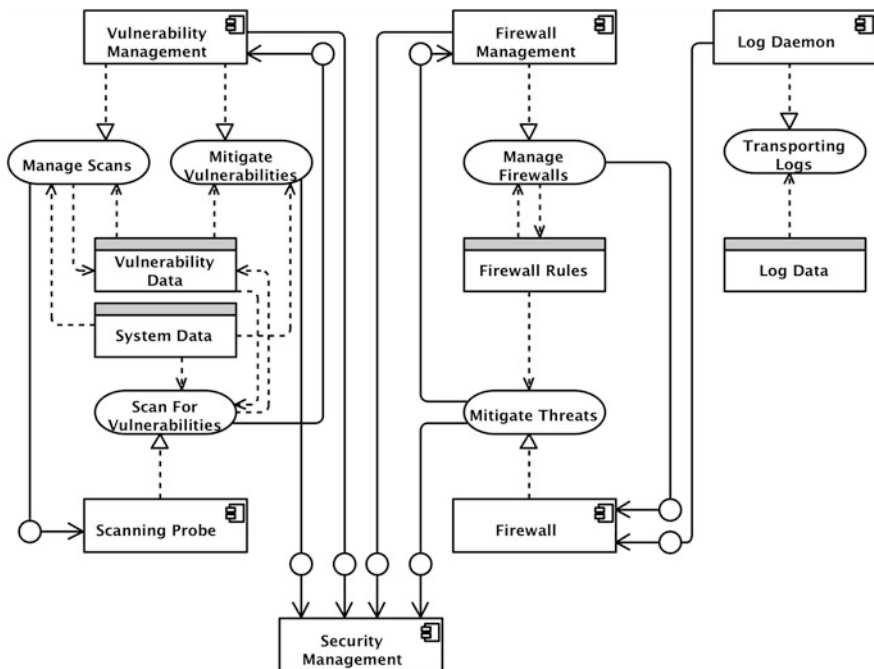 Vulnerability
Management
Firewall
Management
Log Daemon
Manage Scans
Mitigate
Vulnerabilities
Manage
Firewalls
Transporting
Logs
Vulnerability
Data
Firewall Rules
Log Data
System Data
Scan For
Vulnerabilities
Mitigate Threats
Scanning Probe
Firewall
Security
Management